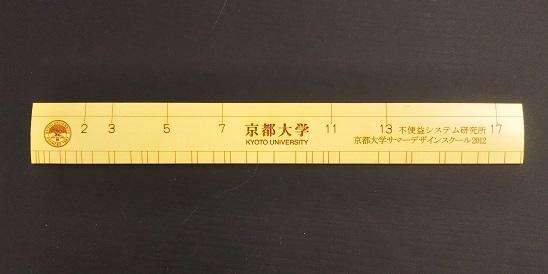 2 3 5 7 11 13 17
京都大学
KYOTO UNIVERSITY
不便益システム研究所
京都大学サマーデザインスクール2012